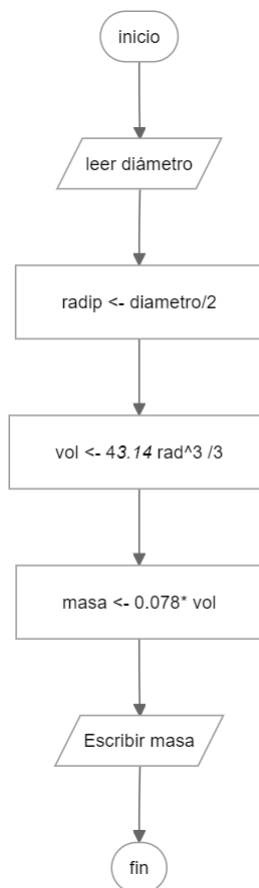 inicio
leer diámetro
radip <- diametro/2
vol <- 43.14 rad^3 /3
masa <- 0.078* vol
Escribir masa
fin